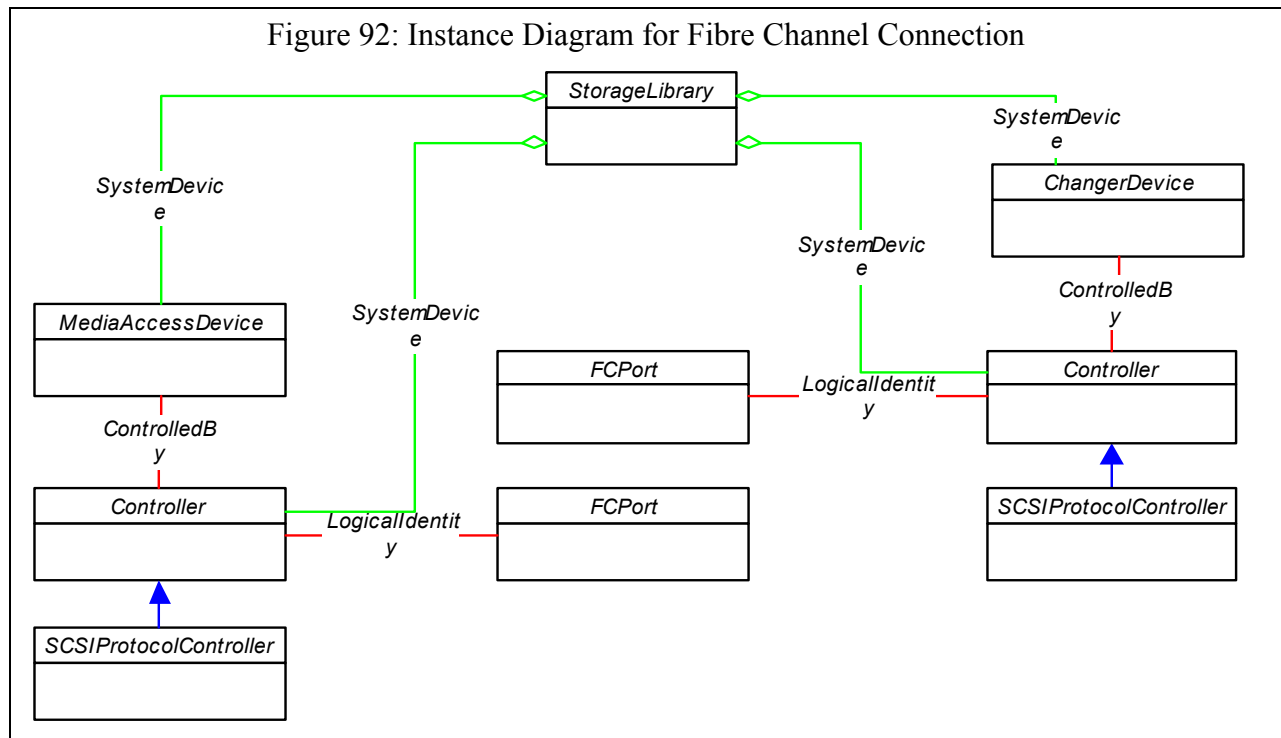 Figure 92: Instance Diagram for Fibre Channel Connection
StorageLibrary
SystemDevic
e
ChangerDevice
SystemDevic
e
SystemDevic
e
ControlledB
y
MediaAccessDevice
SystemDevic
e
FCPort
Controller
LogicalIdentit
y
ControlledB
y
Controller
FCPort
SCSIProtocolController
LogicalIdentit
y
SCSIProtocolController